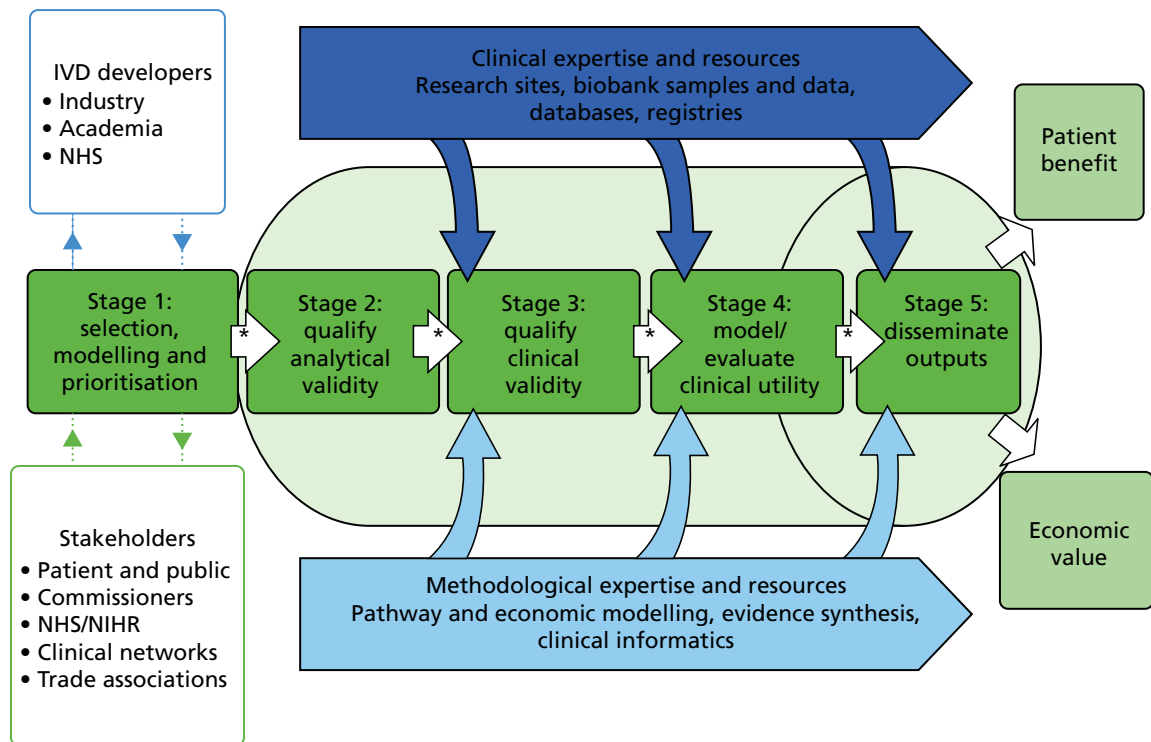 IVD developers
• Industry
• Academia
• NHS
Clinical expertise and resources
Research sites, biobank samples and data,
databases, registries
Patient
benefit
Stage 1:
selection,
modelling and
prioritisation
*
Stage 2:
qualify
analytical
validity
*
Stage 3:
qualify
clinical
validity
*
Stage 4:
model/
evaluate
clinical utility
*
Stage 5:
disseminate
outputs
Stakeholders
• Patient and public
• Commissioners
• NHS/NIHR
• Clinical networks
• Trade associations
Methodological expertise and resources
Pathway and economic modelling, evidence synthesis,
clinical informatics
Economic
value